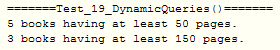 =======Test_19_DynamicQueries()=======
5 books having at least 50 pages.
3 books having at least 150 pages.